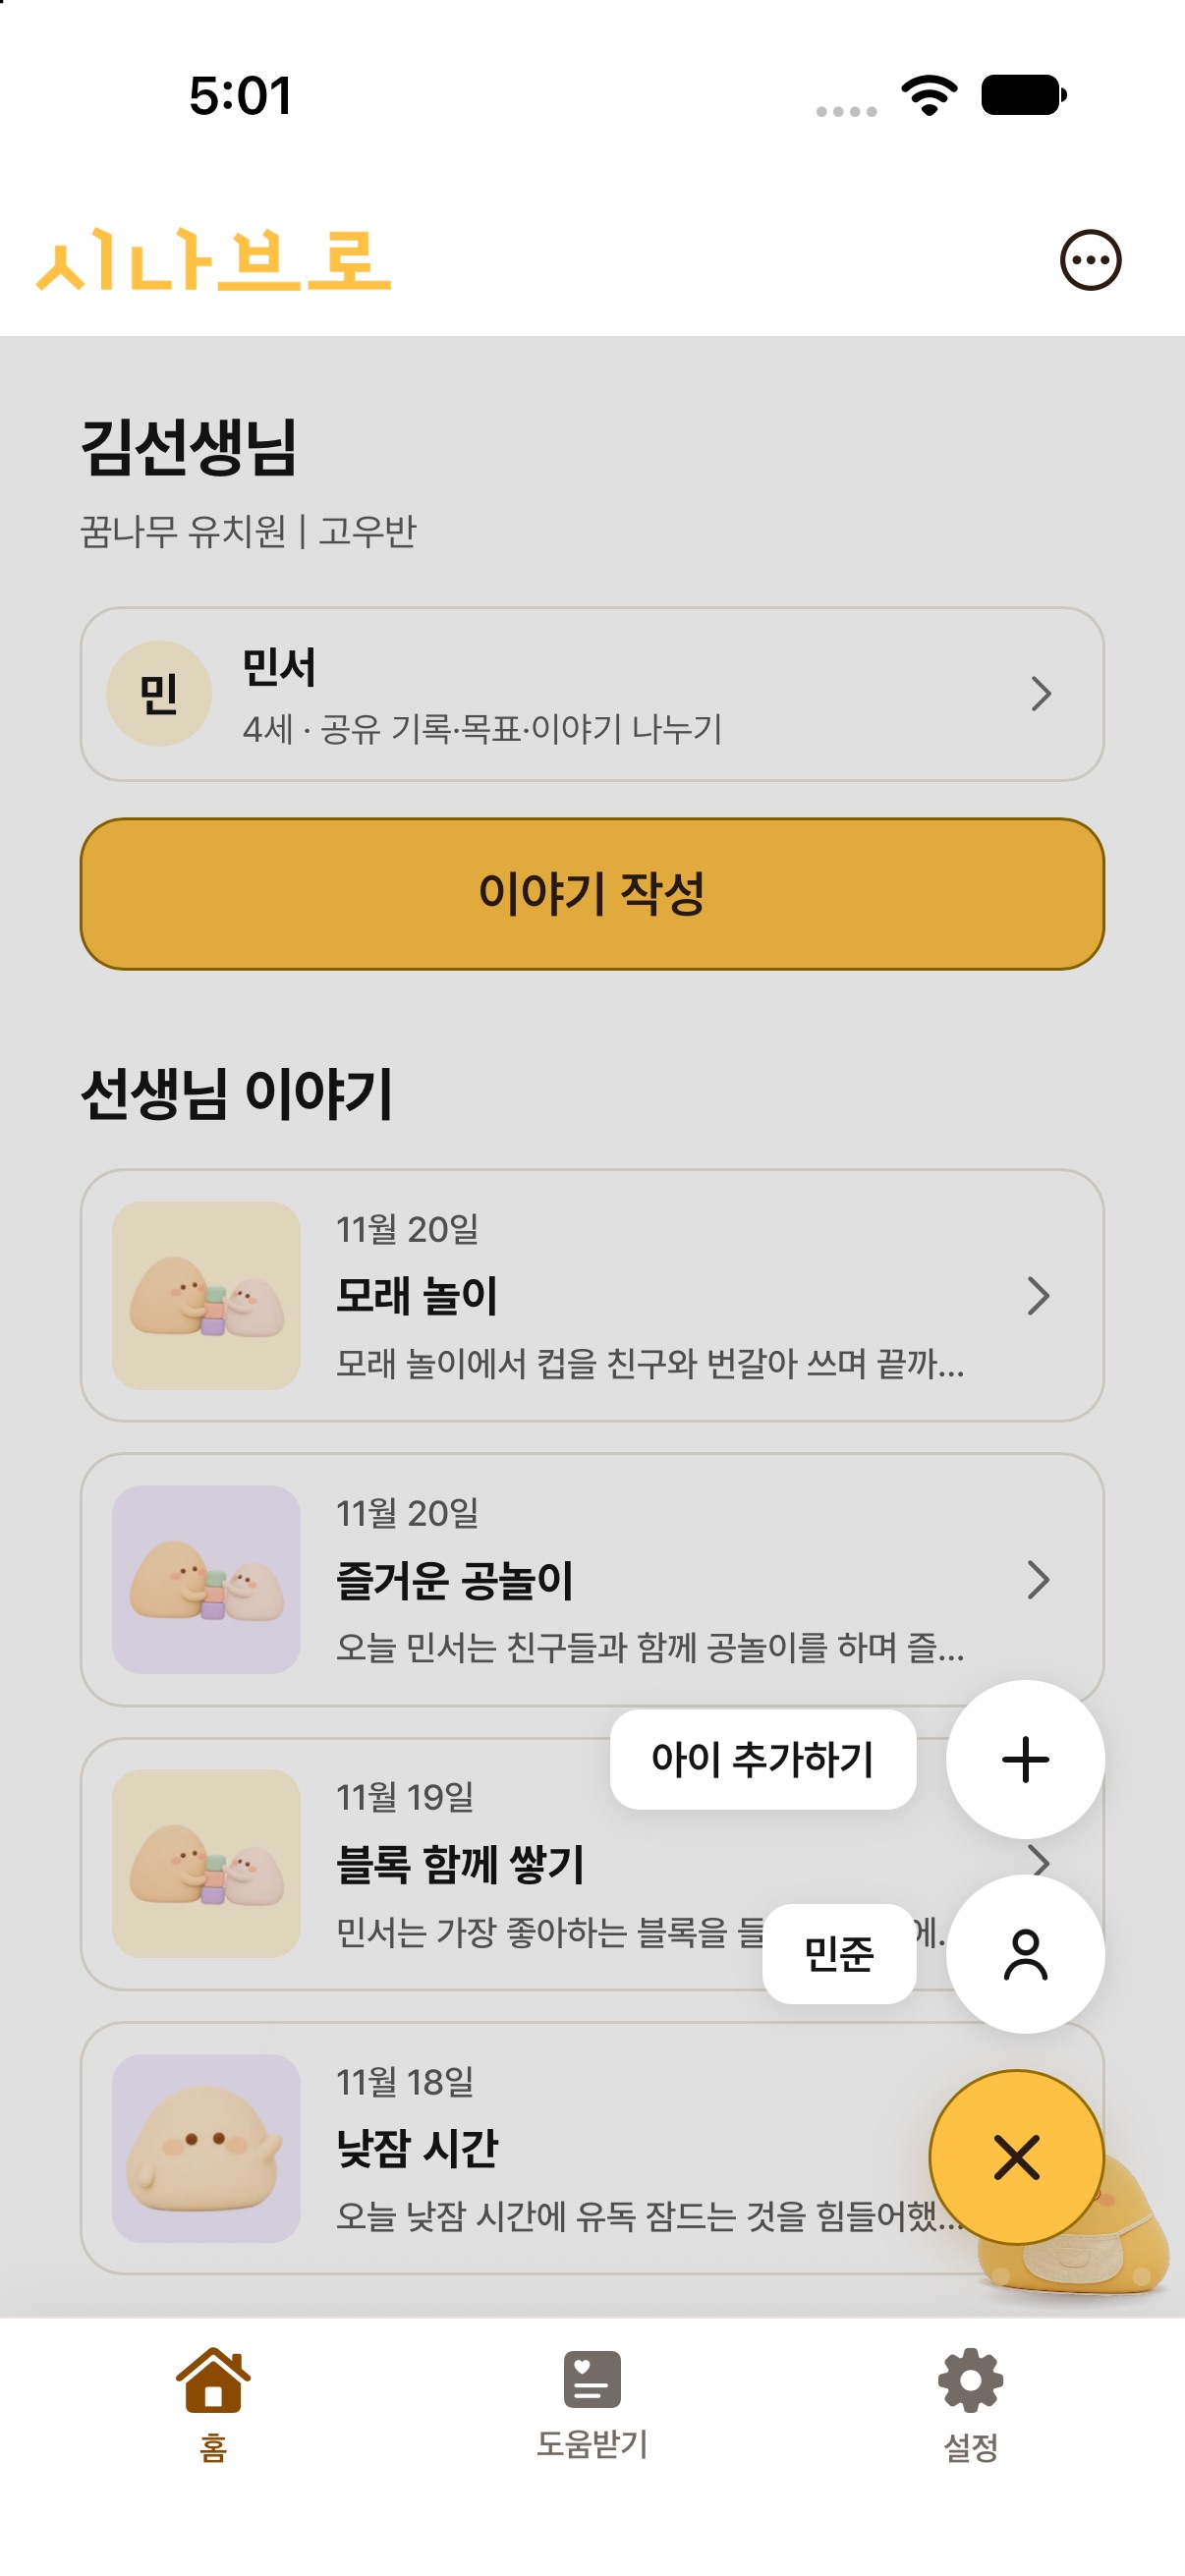 5:01
시나브로
김선생님
꿈나무 유치원 | 고우반
민
민서
4세 · 공유 기록·목표·이야기 나누기
이야기 작성
선생님 이야기
11월 20일
모래 놀이
모래 놀이에서 컵을 친구와 번갈아 쓰며 끝까...
11월 20일
즐거운 공놀이
오늘 민서는 친구들과 함께 공놀이를 하며 즐...
아이 추가하기
11월 19일
블록 함께 쌓기
민서는 가장 좋아하는 블록을
민준
11월 18일
낮잠 시간
오늘 낮잠 시간에 유독 잠드는 것을 힘들어했...
홈
도움받기
설정